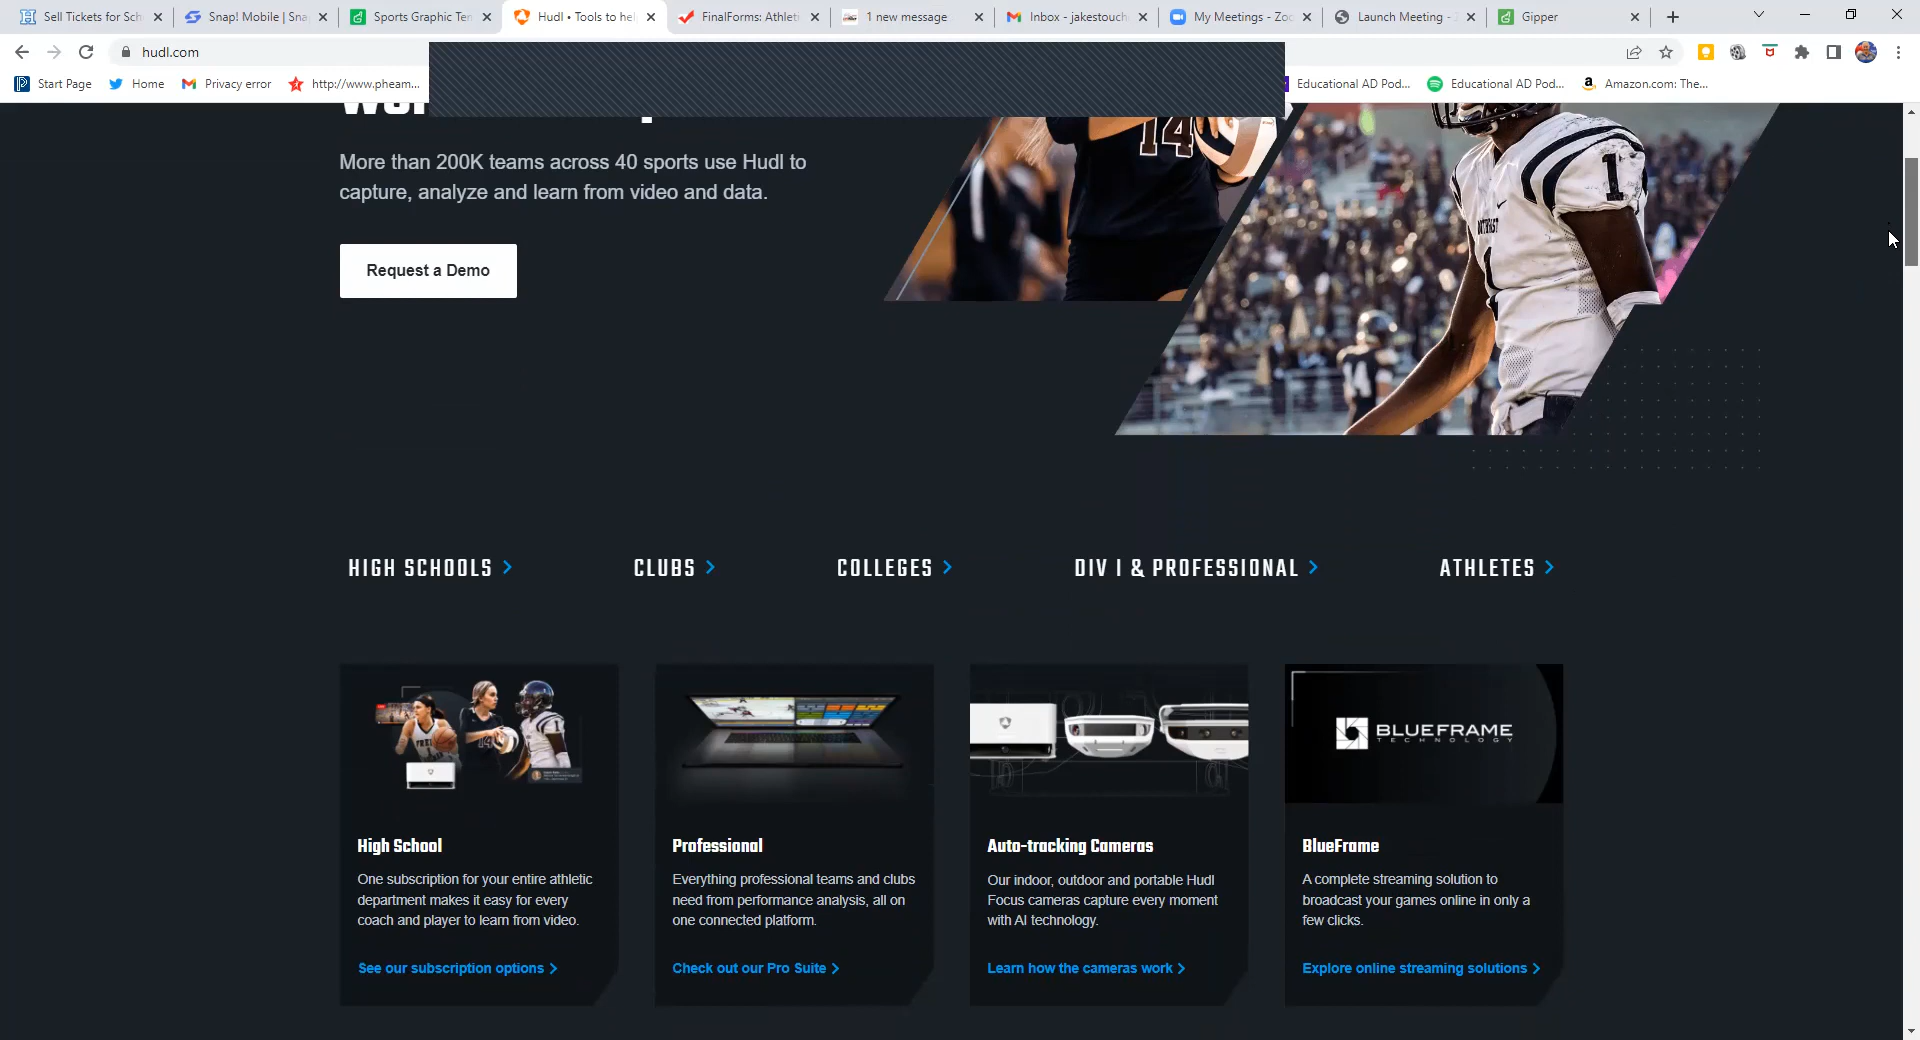 Sell Tickets for Sch
Snap! Mobile | Sna
Sports Graphic Ten
Hudl • Tools to hel
FinalForms: Athlet
1 new message
Inbox - jakestouch
My Meetings - Zoo
Launch Meeting - Z
Gipper
hudl.com
Start Page
Home
Privacy error
http://www.pheam...
Educational AD Pod...
Educational AD Pod...
Amazon.com: The...
More than 200K teams across 40 sports use Hudl to
capture, analyze and learn from video and data.
Request a Demo
14
1
HIGH SCHOOLS
CLUBS
COLLEGES
DIV I & PROFESSIONAL
ATHLETES
BLUEFRAME
TECHNOLOGY
High School
One subscription for your entire athletic
department makes it easy for every
coach and player to learn from video.
See our subscription options
Professional
Everything professional teams and clubs
need from performance analysis, all on
one connected platform.
Check out our Pro Suite
Auto-tracking Cameras
Our indoor, outdoor and portable Hudl
Focus cameras capture every moment
with AI technology.
Learn how the cameras work
BlueFrame
A complete streaming solution to
broadcast your games online in only a
few clicks.
Explore online streaming solutions